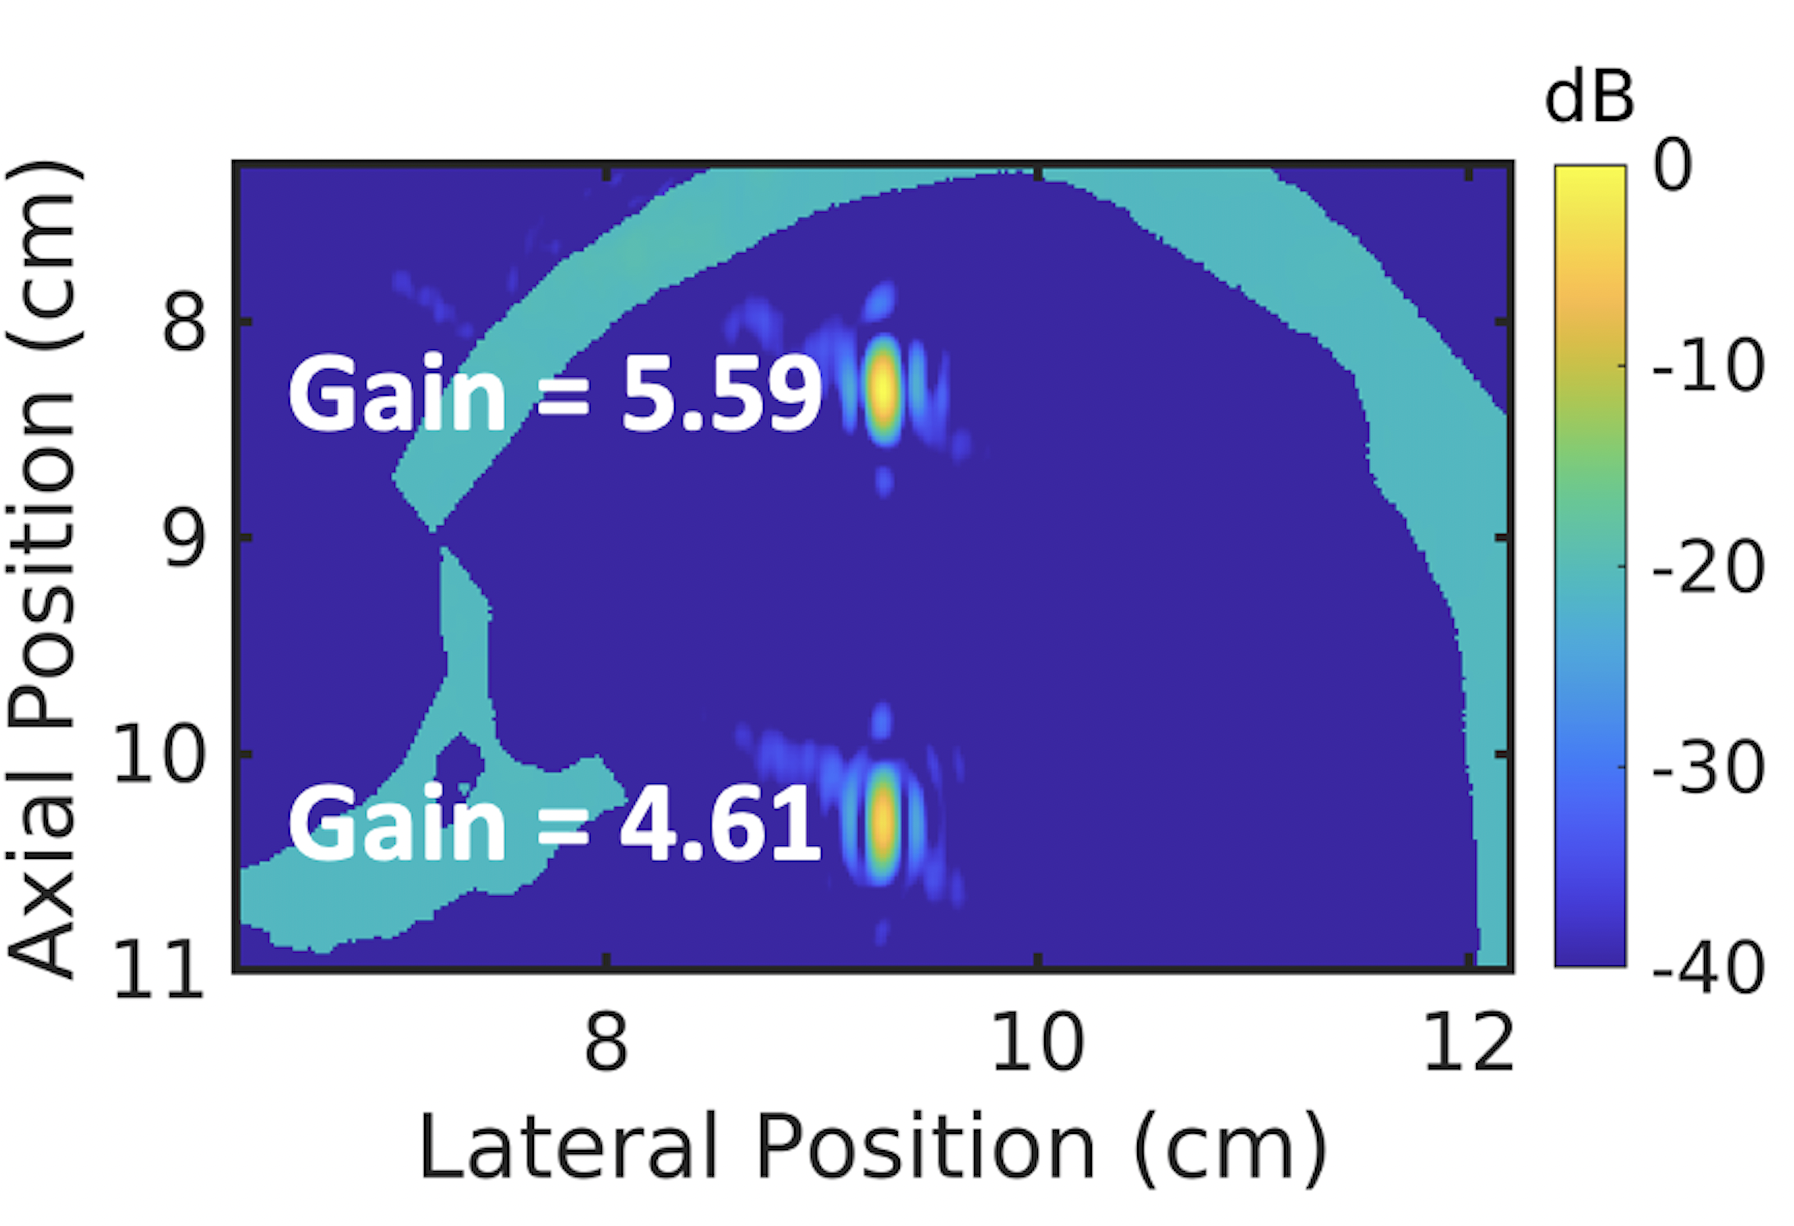 dB
0
-10
-20
-30
-40
Axial Position (cm)
8
9
10
11
Gain = 5.59
Gain = 4.61
8 10 12
Lateral Position (cm)